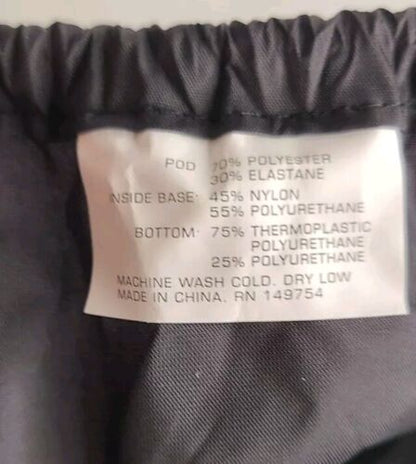 POD 70% POLYESTER
30% ELASTANE
INSIDE BASE: 45% NYLON
55% POLYURETHANE
BOTTOM: 75% THERMOPLASTIC
POLYURETHANE
25% POLYURETHANE
MACHINE WASH COLD. DRY LOW
MADE IN CHINA. RN 149754